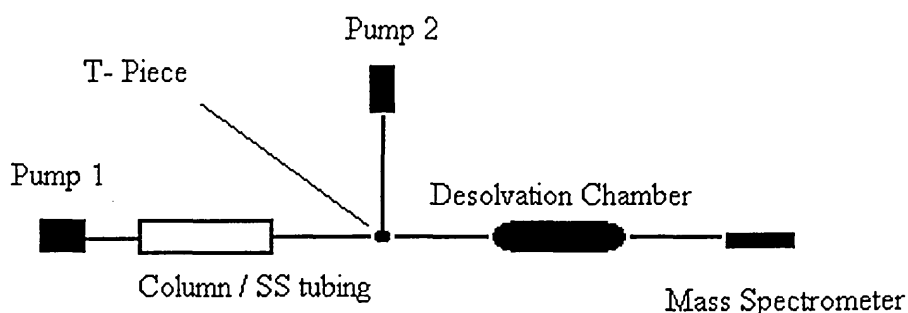 Pump 2
T- Piece
Pump 1
Desolvation Chamber
Column / SS tubing
Mass Spectrometer